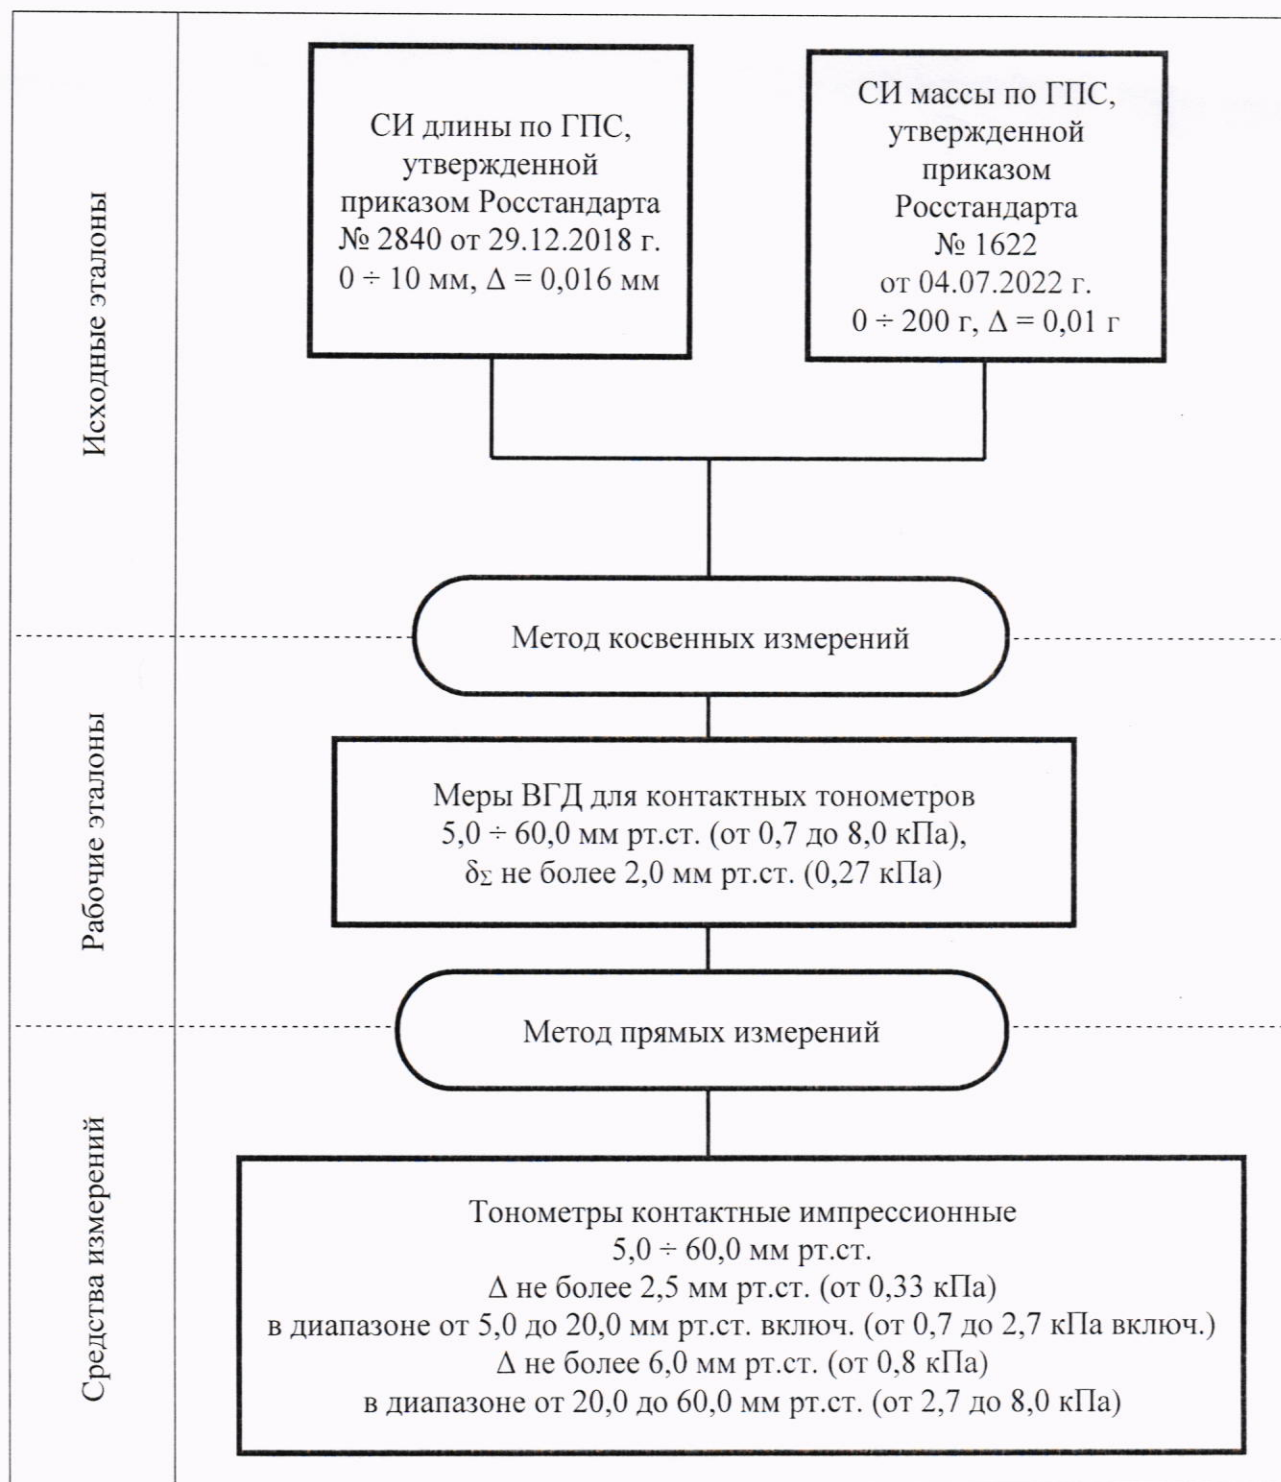 Исходные эталоны
СИ длины по ГПС,
утвержденной
приказом Росстандарта
№ 2840 от 29.12.2018 г.
0 ÷ 10 мм, Δ = 0,016 мм
СИ массы по ГПС,
утвержденной
приказом
Росстандарта
№ 1622
от 04.07.2022 г.
0 ÷ 200 г, Δ = 0,01 г
Метод косвенных измерений
Рабочие эталоны
Меры ВГД для контактных тонометров
5,0 ÷ 60,0 мм рт.ст. (от 0,7 до 8,0 кПа),
δΣ не более 2,0 мм рт.ст. (0,27 кПа)
Метод прямых измерений
Средства измерений
Тонометры контактные импрессионные
5,0 ÷ 60,0 мм рт.ст.
Δ не более 2,5 мм рт.ст. (от 0,33 кПа)
в диапазоне от 5,0 до 20,0 мм рт.ст. включ. (от 0,7 до 2,7 кПа включ.)
Δ не более 6,0 мм рт.ст. (от 0,8 кПа)
в диапазоне от 20,0 до 60,0 мм рт.ст. (от 2,7 до 8,0 кПа)